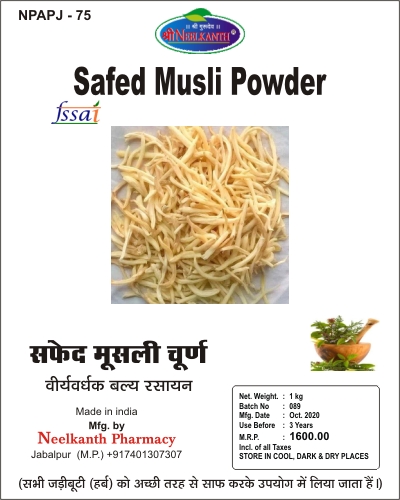 NPAPJ - 75
|| श्री गुरुदेव ||
श्री NEELKANTH
Safed Musli Powder
fssai
सफेद मूसली चूर्ण
वीर्यवर्धक बल्य रसायन
Made in india
Mfg. by
Neelkanth Pharmacy
Jabalpur (M.P.) +917401307307
Net. Weight. : 1 kg
Batch No : 089
Mfg. Date : Oct. 2020
Use Before : 3 Years
M.R.P. : 1600.00
Incl. of all Taxes
STORE IN COOL, DARK & DRY PLACES
(सभी जड़ीबूटी (हर्ब) को अच्छी तरह से साफ करके उपयोग में लिया जाता हैं।)